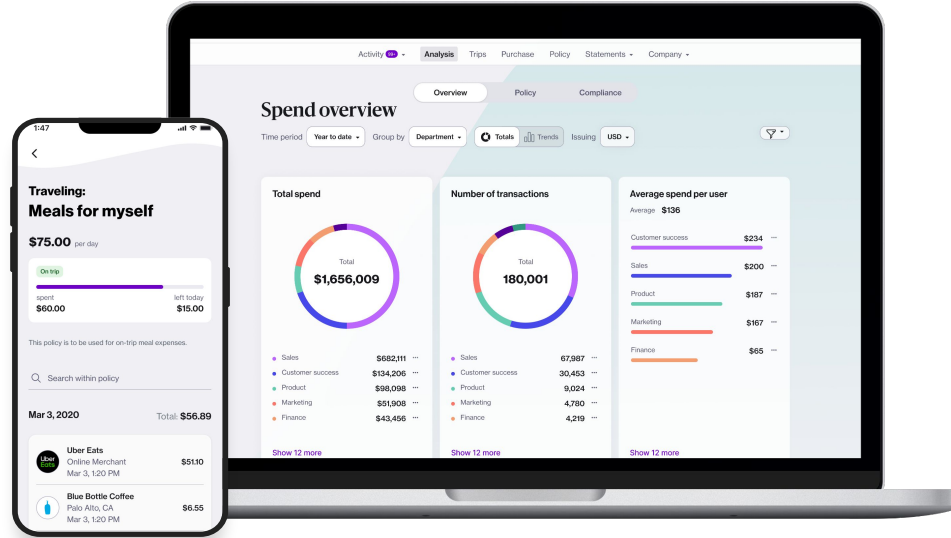 Activity 99+ Analysis Trips Purchase Policy Statements Company
Overview Policy Compliance
Spend overview
Time period Year to date Group by Department Totals Trends Issuing USD
Total spend
Total
$1,656,009
Sales $682,111 ...
Customer success $134,206 ...
Product $98,098 ...
Marketing $51,908 ...
Finance $43,456 ...
Show 12 more
Number of transactions
Total
180,001
Sales 67,987 ...
Customer success 30,453 ...
Product 9,024 ...
Marketing 4,780 ...
Finance 4,219 ...
Show 12 more
Average spend per user
Average $136
Customer success $234 ...
Sales $200 ...
Product $187 ...
Marketing $167 ...
Finance $65 ...
Show 12 more
1:47
Traveling:
Meals for myself
$75.00 per day
On trip
spent left today
$60.00 $15.00
This policy is to be used for on-trip meal expenses.
Search within policy
Mar 3, 2020 Total: $56.89
Uber
Eats
Uber Eats
Online Merchant $51.10
Mar 3, 1:20 PM
Blue Bottle Coffee
Palo Alto, CA $6.55
Mar 3, 1:20 PM